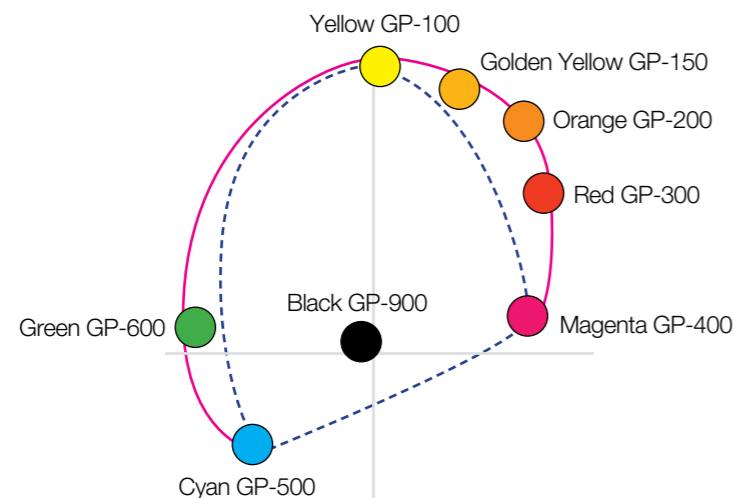 Yellow GP-100
Golden Yellow GP-150
Orange GP-200
Red GP-300
Black GP-900
Green GP-600
Magenta GP-400
Cyan GP-500